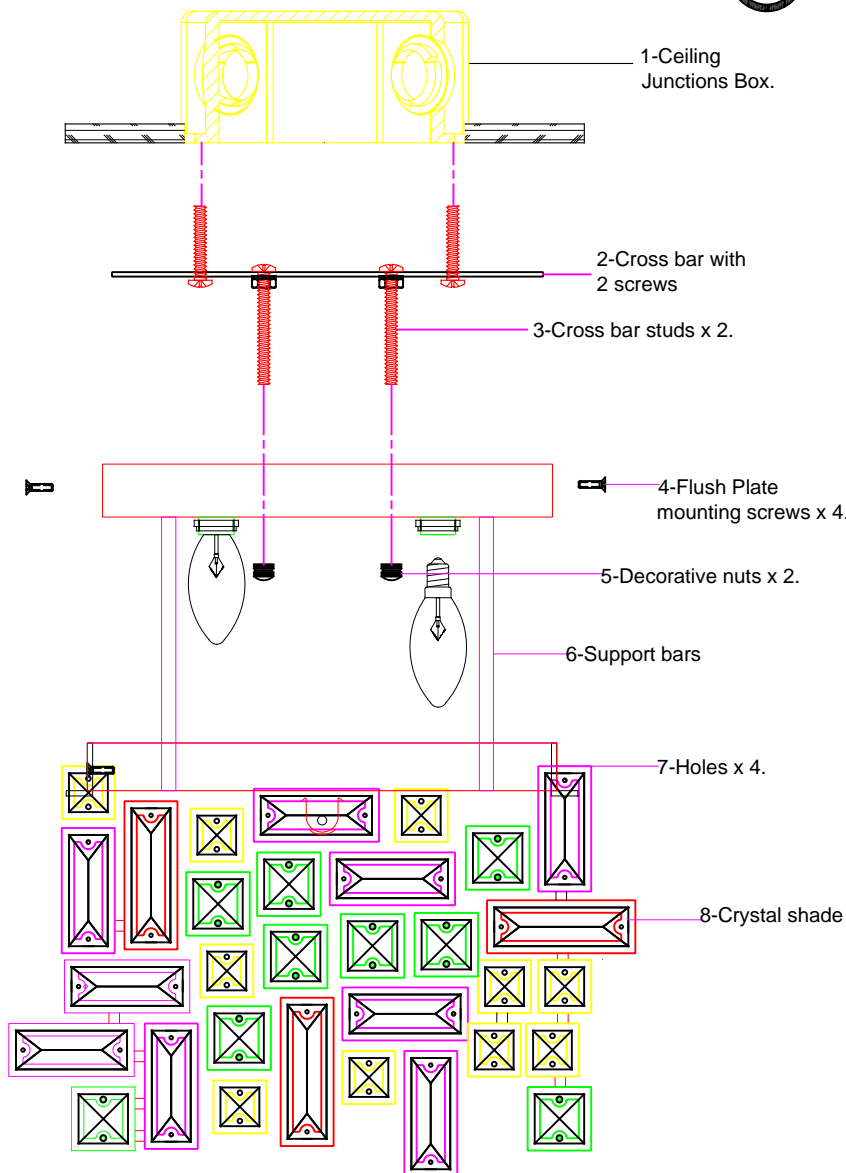 1-Ceiling
Junctions Box.
2-Cross bar with
2 screws
3-Cross bar studs x 2.
4-Flush Plate
mounting screws x 4.
5-Decorative nuts x 2.
6-Support bars
7-Holes x 4.
8-Crystal shade